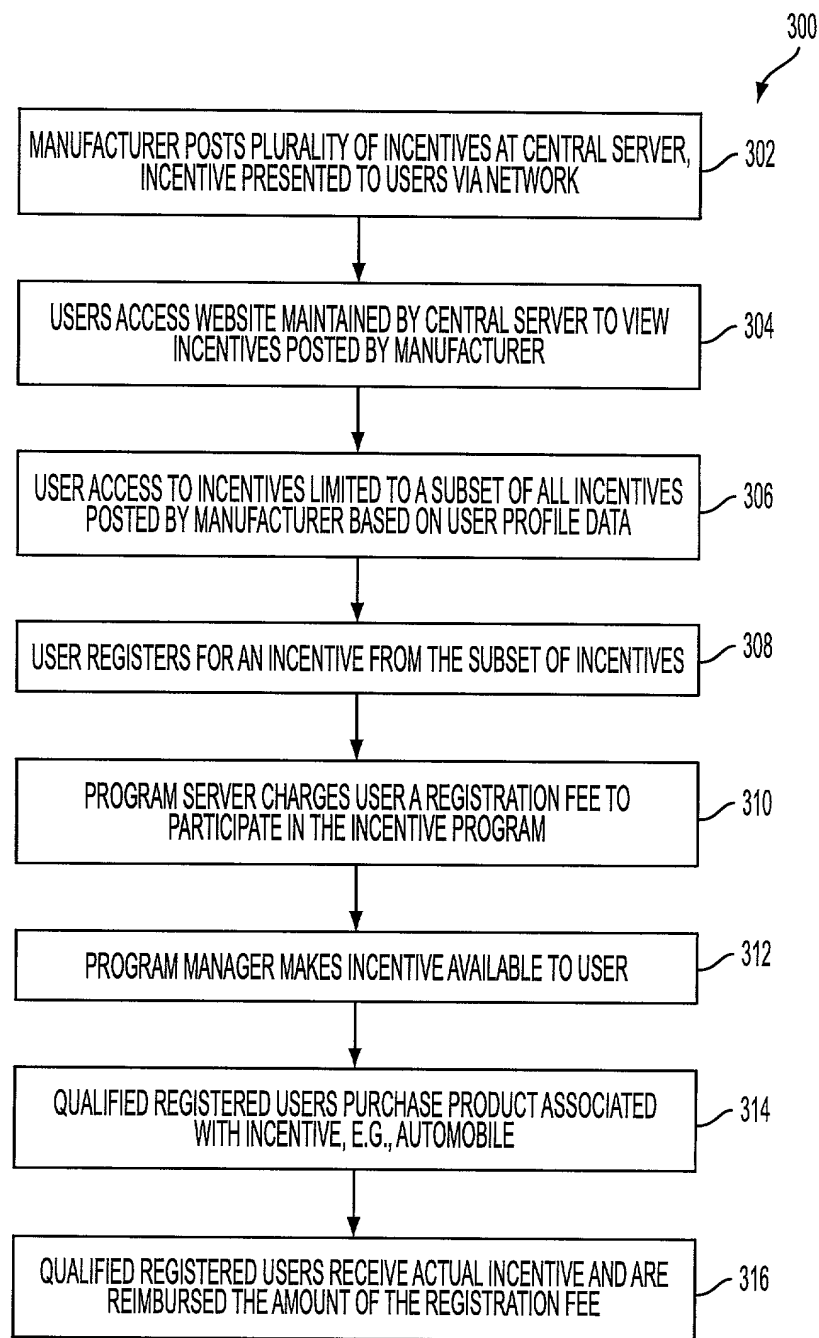 300
MANUFACTURER POSTS PLURALITY OF INCENTIVES AT CENTRAL SERVER,
INCENTIVE PRESENTED TO USERS VIA NETWORK
302
USERS ACCESS WEBSITE MAINTAINED BY CENTRAL SERVER TO VIEW
INCENTIVES POSTED BY MANUFACTURER
304
USER ACCESS TO INCENTIVES LIMITED TO A SUBSET OF ALL INCENTIVES
POSTED BY MANUFACTURER BASED ON USER PROFILE DATA
306
USER REGISTERS FOR AN INCENTIVE FROM THE SUBSET OF INCENTIVES
308
PROGRAM SERVER CHARGES USER A REGISTRATION FEE TO
PARTICIPATE IN THE INCENTIVE PROGRAM
310
PROGRAM MANAGER MAKES INCENTIVE AVAILABLE TO USER
312
QUALIFIED REGISTERED USERS PURCHASE PRODUCT ASSOCIATED
WITH INCENTIVE, E.G., AUTOMOBILE
314
QUALIFIED REGISTERED USERS RECEIVE ACTUAL INCENTIVE AND ARE
REIMBURSED THE AMOUNT OF THE REGISTRATION FEE
316